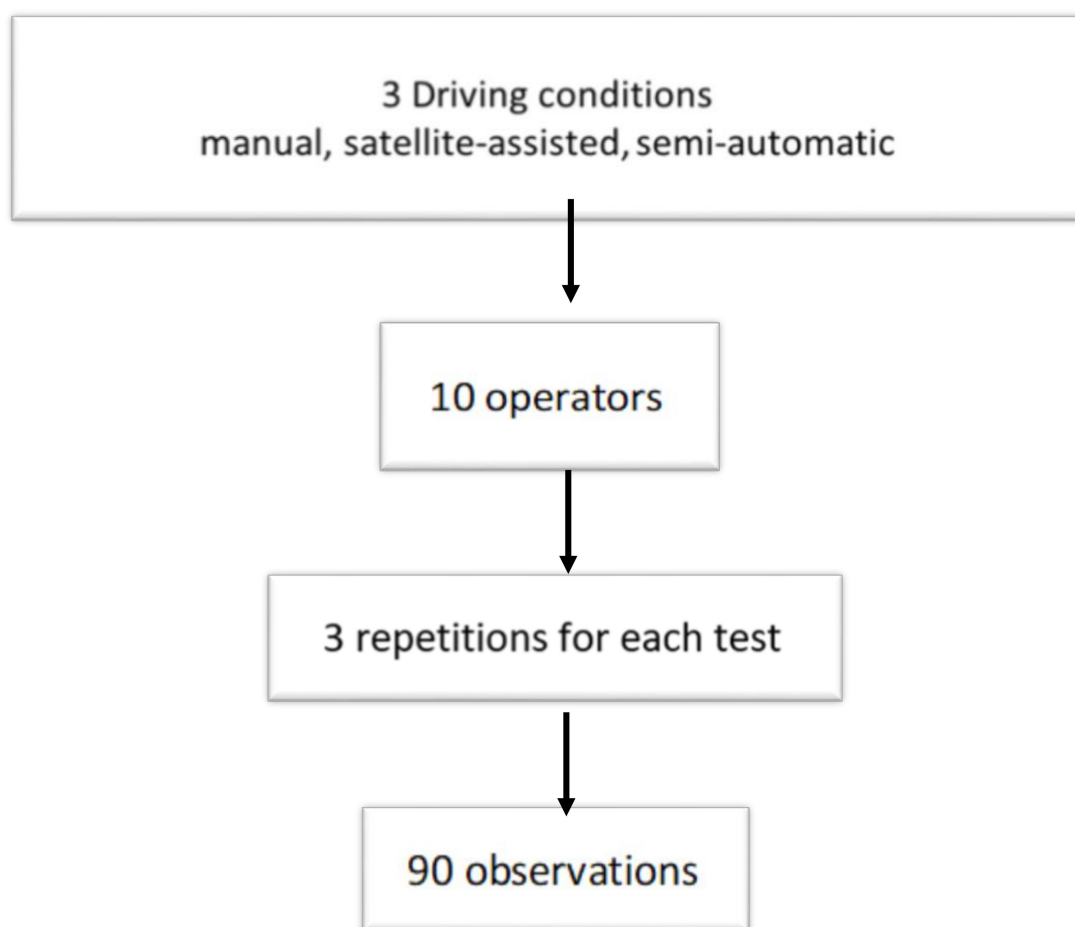 3 Driving conditions
manual, satellite-assisted, semi-automatic
10 operators
3 repetitions for each test
90 observations